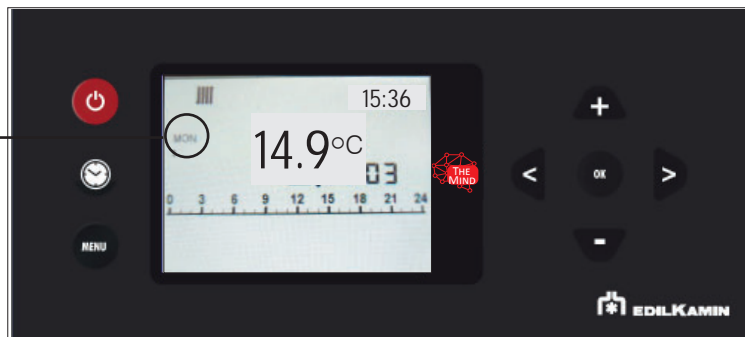 15:36
MON
14.9°C
03
0 3 6 9 12 15 18 21 24
THE
MIND
OK
MENU
EDILKAMIN